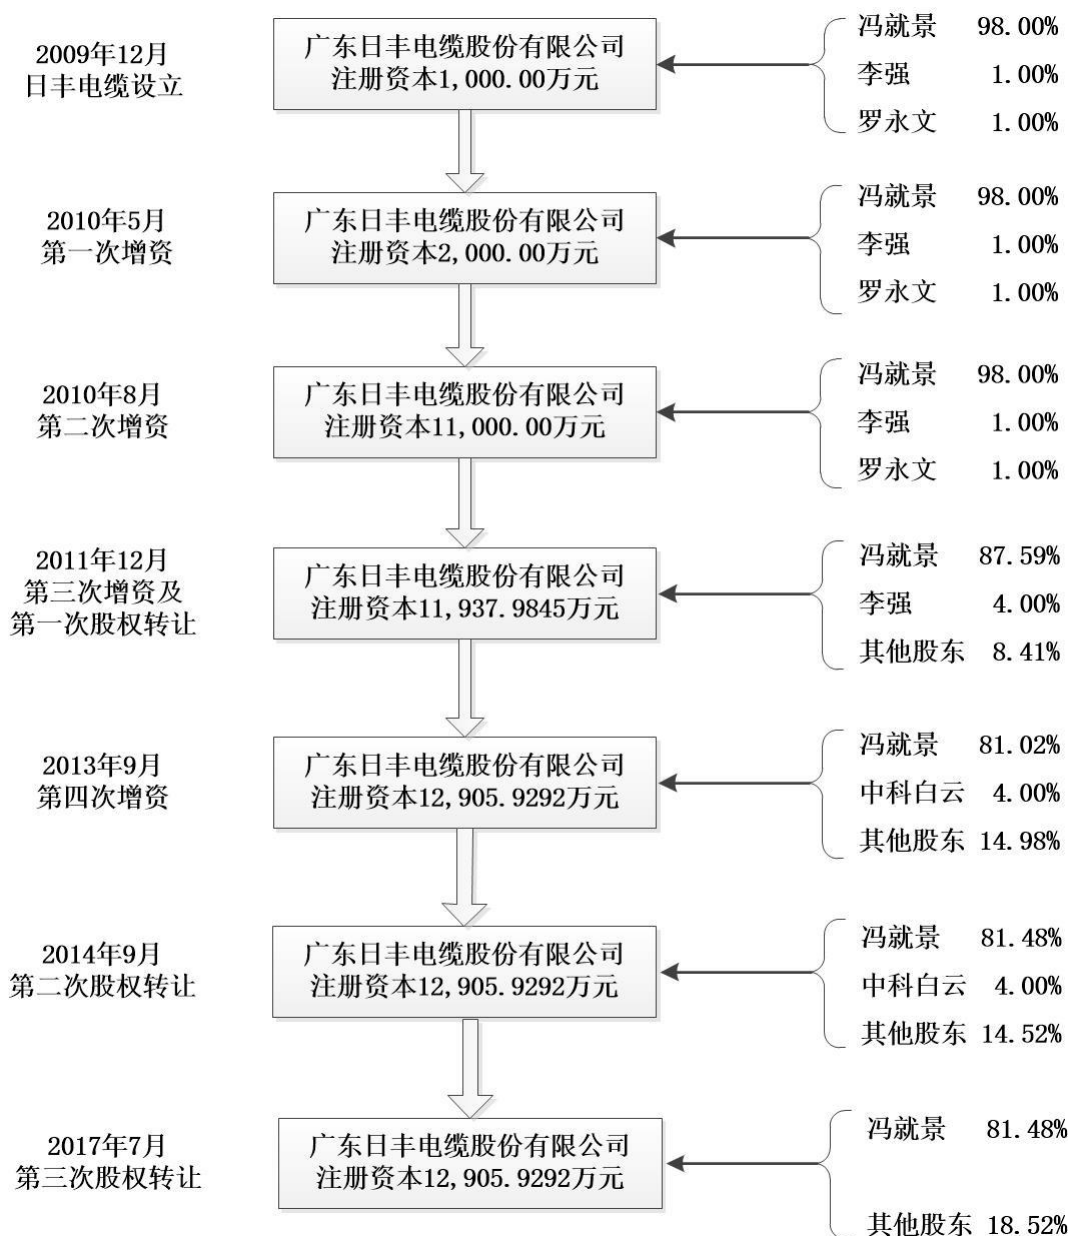 2009年12月
日丰电缆设立
广东日丰电缆股份有限公司
注册资本1,000.00万元
冯就景 98.00%
李强 1.00%
罗永文 1.00%
2010年5月
第一次增资
广东日丰电缆股份有限公司
注册资本2,000.00万元
冯就景 98.00%
李强 1.00%
罗永文 1.00%
2010年8月
第二次增资
广东日丰电缆股份有限公司
注册资本11,000.00万元
冯就景 98.00%
李强 1.00%
罗永文 1.00%
2011年12月
第三次增资及
第一次股权转让
广东日丰电缆股份有限公司
注册资本11,937.9845万元
冯就景 87.59%
李强 4.00%
其他股东 8.41%
2013年9月
第四次增资
广东日丰电缆股份有限公司
注册资本12,905.9292万元
冯就景 81.02%
中科白云 4.00%
其他股东 14.98%
2014年9月
第二次股权转让
广东日丰电缆股份有限公司
注册资本12,905.9292万元
冯就景 81.48%
中科白云 4.00%
其他股东 14.52%
2017年7月
第三次股权转让
广东日丰电缆股份有限公司
注册资本12,905.9292万元
冯就景 81.48%
其他股东 18.52%